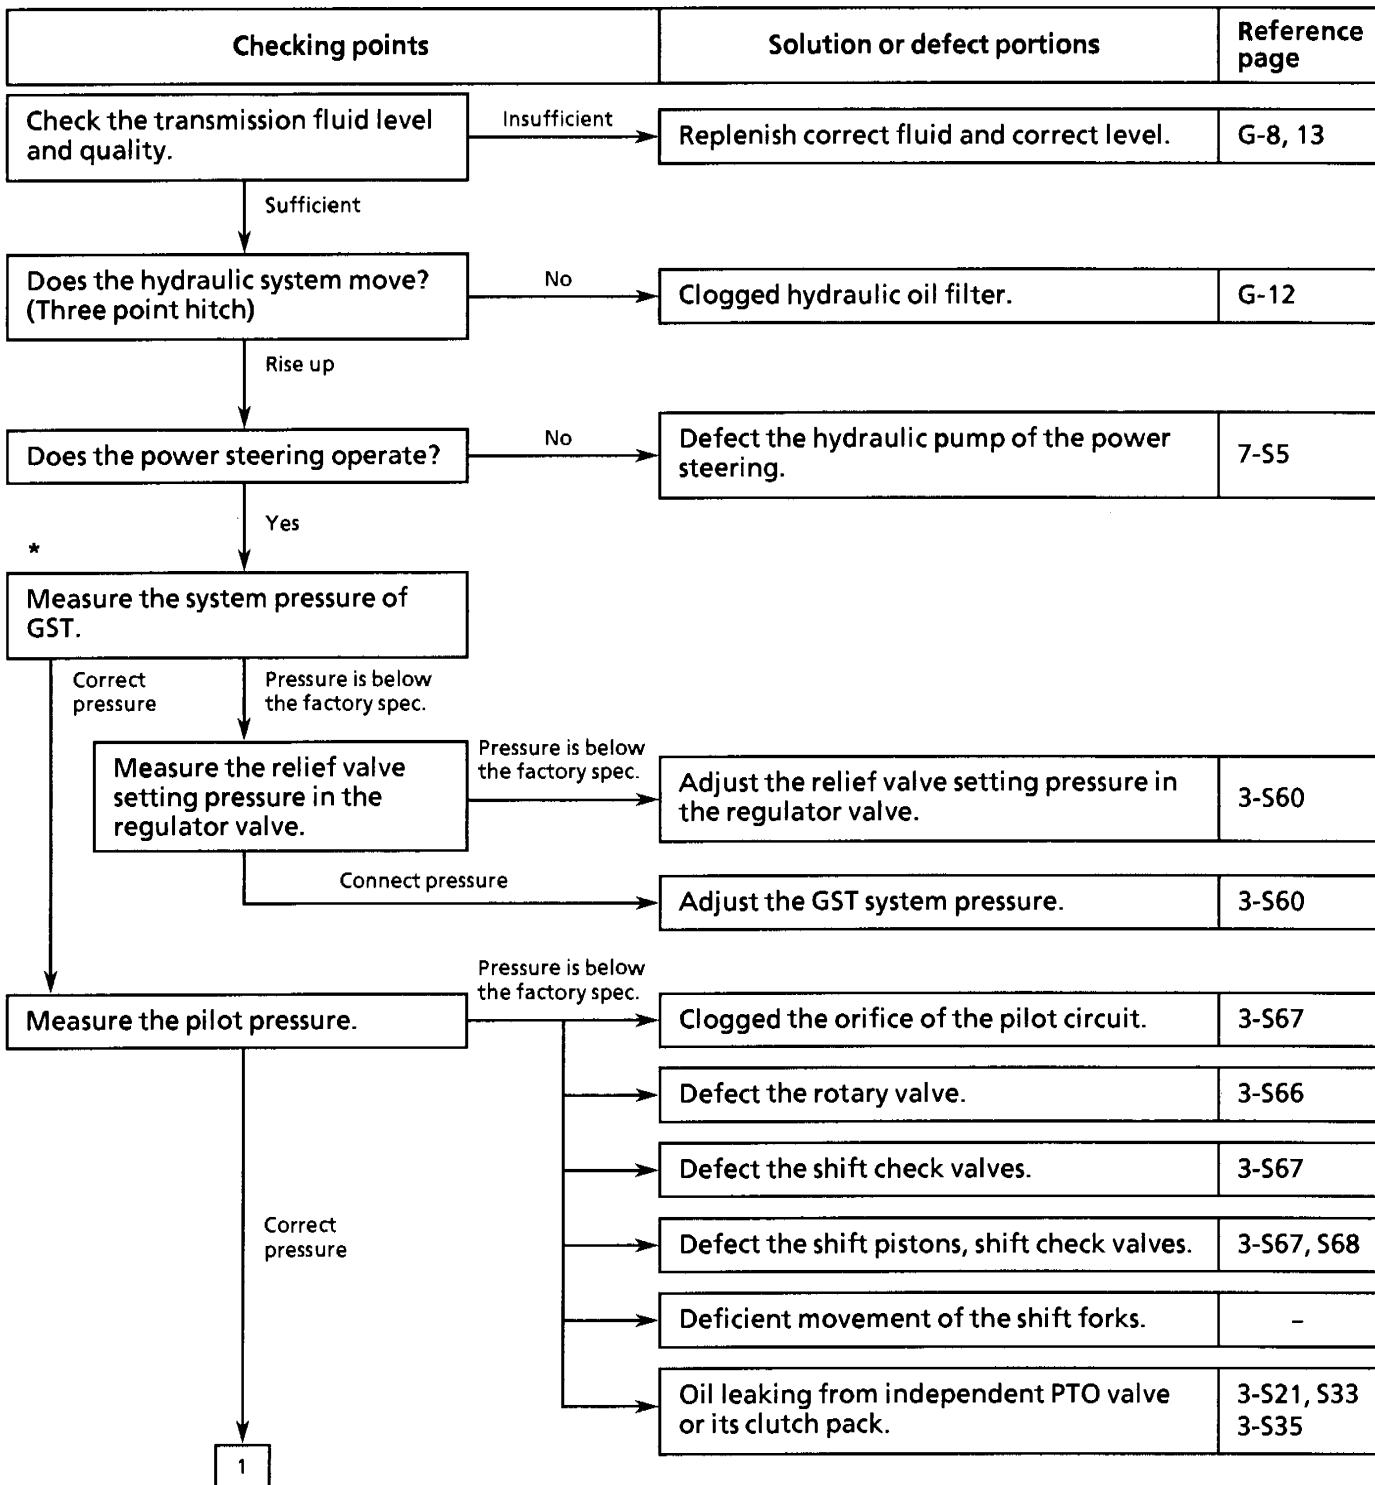 Checking points
Solution or defect portions
Reference
page
Check the transmission fluid level
and quality.
Insufficient
Replenish correct fluid and correct level.
G-8, 13
Sufficient
Does the hydraulic system move?
(Three point hitch)
No
Clogged hydraulic oil filter.
G-12
Rise up
Does the power steering operate?
No
Defect the hydraulic pump of the power
steering.
7-S5
Yes
*
Measure the system pressure of
GST.
Correct
pressure
Pressure is below
the factory spec.
Measure the relief valve
setting pressure in the
regulator valve.
Pressure is below
the factory spec.
Adjust the relief valve setting pressure in
the regulator valve.
3-S60
Connect pressure
Adjust the GST system pressure.
3-S60
Measure the pilot pressure.
Pressure is below
the factory spec.
Clogged the orifice of the pilot circuit.
3-S67
Defect the rotary valve.
3-S66
Defect the shift check valves.
3-S67
Correct
pressure
Defect the shift pistons, shift check valves.
3-S67, S68
Deficient movement of the shift forks.
–
Oil leaking from independent PTO valve
or its clutch pack.
3-S21, S33
3-S35
1